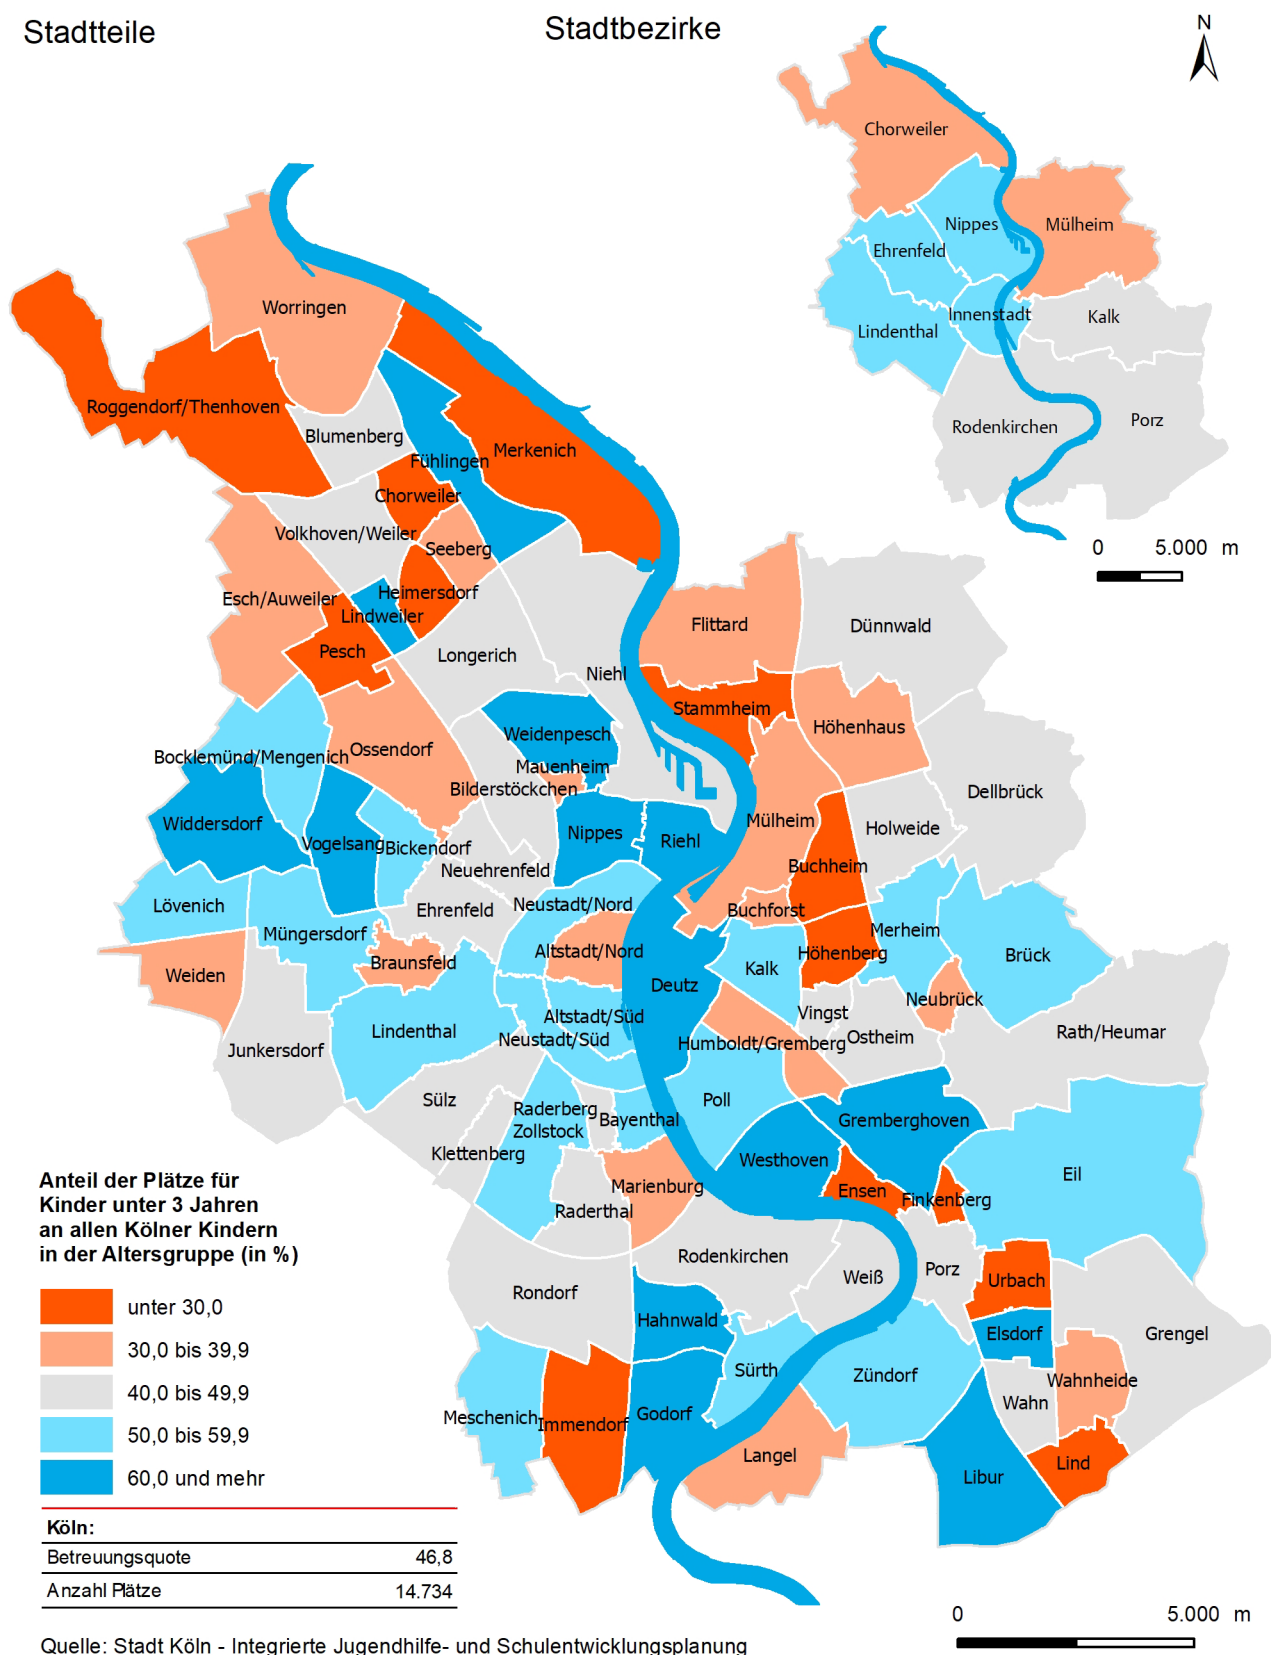 Stadtteile
Stadtbezirke
N
Chorweiler
Nippes
Mülheim
Ehrenfeld
Innenstadt
Kalk
Lindenthal
Rodenkirchen
Porz
0 5.000 m
Worringen
Roggendorf/Thenhoven
Blumenberg
Merkenich
Fühlingen
Chorweiler
Volkhoven/Weiler
Seeberg
Heimersdorf
Esch/Auweiler
Lindweiler
Pesch
Longerich
Niehl
Flittard
Dünnwald
Stammheim
Höhenhaus
Weidenpesch
Ossendorf
Bocklemünd/Mengenich
Mauenheim
Bilderstöckchen
Dellbrück
Widdersdorf
Mülheim
Holweide
Nippes
Riehl
Vogelsang
Bickendorf
Buchheim
Neuehrenfeld
Lövenich
Neustadt/Nord
Ehrenfeld
Buchforst
Müngersdorf
Merheim
Altstadt/Nord
Höhenberg
Brück
Braunsfeld
Kalk
Weiden
Deutz
Neubrück
Vingst
Altstadt/Süd
Lindenthal
Neustadt/Süd
Ostheim
Rath/Heumar
Humboldt/Gremberg
Junkersdorf
Sülz
Poll
Raderberg
Bayenthal
Gremberghoven
Zollstock
Klettenberg
Westhoven
Eil
Marienburg
Ensen
Finkenberg
Raderthal
Rodenkirchen
Porz
Weiß
Urbach
Rondorf
Hahnwald
Elsdorf
Grengel
Sürth
Zündorf
Wahnheide
Wahn
Godorf
Meschenich
Immendorf
Langel
Lind
Libur
Anteil der Plätze für
Kinder unter 3 Jahren
an allen Kölner Kindern
in der Altersgruppe (in %)
unter 30,0
30,0 bis 39,9
40,0 bis 49,9
50,0 bis 59,9
60,0 und mehr
Köln:
Betreuungsquote 46,8
Anzahl Plätze 14.734
0 5.000 m
Quelle: Stadt Köln - Integrierte Jugendhilfe- und Schulentwicklungsplanung